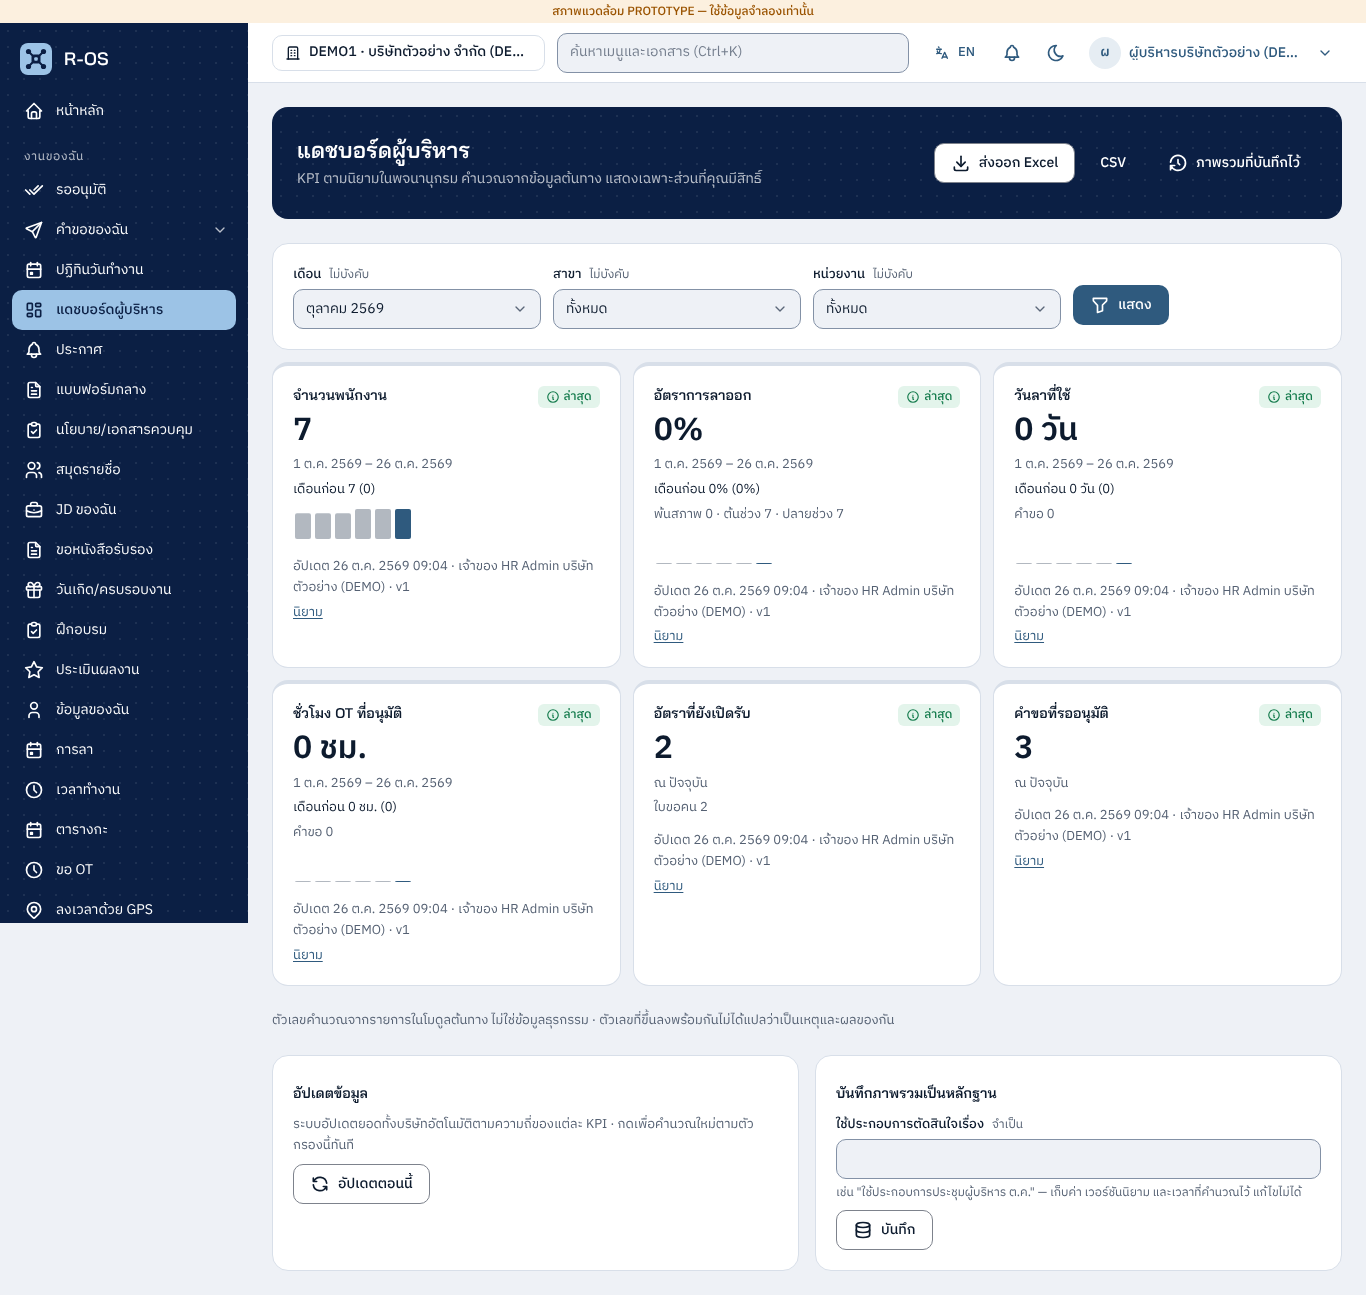 สภาพแวดล้อม PROTOTYPE — ใช้ข้อมูลจำลองเท่านั้น
R-OS
DEMO1 · บริษัทตัวอย่าง จำกัด (DE...
ค้นหาเมนูและเอกสาร (Ctrl+K)
EN
ผ
ผู้บริหารบริษัทตัวอย่าง (DE...
หน้าหลัก
งานของฉัน
รออนุมัติ
คำขอของฉัน
ปฏิทินวันทำงาน
แดชบอร์ดผู้บริหาร
ประกาศ
แบบฟอร์มกลาง
นโยบาย/เอกสารควบคุม
สมุดรายชื่อ
JD ของฉัน
ขอหนังสือรับรอง
วันเกิด/ครบรอบงาน
ฝึกอบรม
ประเมินผลงาน
ข้อมูลของฉัน
การลา
เวลาทำงาน
ตารางกะ
ขอ OT
ลงเวลาด้วย GPS
แดชบอร์ดผู้บริหาร
KPI ตามนิยามในพจนานุกรม คำนวณจากข้อมูลต้นทาง แสดงเฉพาะส่วนที่คุณมีสิทธิ์
ส่งออก Excel
CSV
ภาพรวมที่บันทึกไว้
เดือน ไม่บังคับ
สาขา ไม่บังคับ
หน่วยงาน ไม่บังคับ
ตุลาคม 2569
ทั้งหมด
ทั้งหมด
แสดง
จำนวนพนักงาน
ล่าสุด
7
1 ต.ค. 2569 – 26 ต.ค. 2569
เดือนก่อน 7 (0)
อัปเดต 26 ต.ค. 2569 09:04 · เจ้าของ HR Admin บริษัท
ตัวอย่าง (DEMO) · v1
นิยาม
อัตราการลาออก
ล่าสุด
0%
1 ต.ค. 2569 – 26 ต.ค. 2569
เดือนก่อน 0% (0%)
พ้นสภาพ 0 · ต้นช่วง 7 · ปลายช่วง 7
อัปเดต 26 ต.ค. 2569 09:04 · เจ้าของ HR Admin บริษัท
ตัวอย่าง (DEMO) · v1
นิยาม
วันลาที่ใช้
ล่าสุด
0 วัน
1 ต.ค. 2569 – 26 ต.ค. 2569
เดือนก่อน 0 วัน (0)
คำขอ 0
อัปเดต 26 ต.ค. 2569 09:04 · เจ้าของ HR Admin บริษัท
ตัวอย่าง (DEMO) · v1
นิยาม
ชั่วโมง OT ที่อนุมัติ
ล่าสุด
0 ชม.
1 ต.ค. 2569 – 26 ต.ค. 2569
เดือนก่อน 0 ชม. (0)
คำขอ 0
อัปเดต 26 ต.ค. 2569 09:04 · เจ้าของ HR Admin บริษัท
ตัวอย่าง (DEMO) · v1
นิยาม
อัตราที่ยังเปิดรับ
ล่าสุด
2
ณ ปัจจุบัน
ใบขอคน 2
อัปเดต 26 ต.ค. 2569 09:04 · เจ้าของ HR Admin บริษัท
ตัวอย่าง (DEMO) · v1
นิยาม
คำขอที่รออนุมัติ
ล่าสุด
3
ณ ปัจจุบัน
อัปเดต 26 ต.ค. 2569 09:04 · เจ้าของ HR Admin บริษัท
ตัวอย่าง (DEMO) · v1
นิยาม
ตัวเลขคำนวณจากรายการในโมดูลต้นทาง ไม่ใช่ข้อมูลธุรกรรม · ตัวเลขที่ขึ้นลงพร้อมกันไม่ได้แปลว่าเป็นเหตุและผลของกัน
อัปเดตข้อมูล
ระบบอัปเดตยอดทั้งบริษัทอัตโนมัติตามความถี่ของแต่ละ KPI · กดเพื่อคำนวณใหม่ตามตัว
กรองนี้ทันที
อัปเดตตอนนี้
บันทึกภาพรวมเป็นหลักฐาน
ใช้ประกอบการตัดสินใจเรื่อง จำเป็น
เช่น "ใช้ประกอบการประชุมผู้บริหาร ต.ค." — เก็บค่า เวอร์ชันนิยาม และเวลาที่คำนวณไว้ แก้ไขไม่ได้
บันทึก